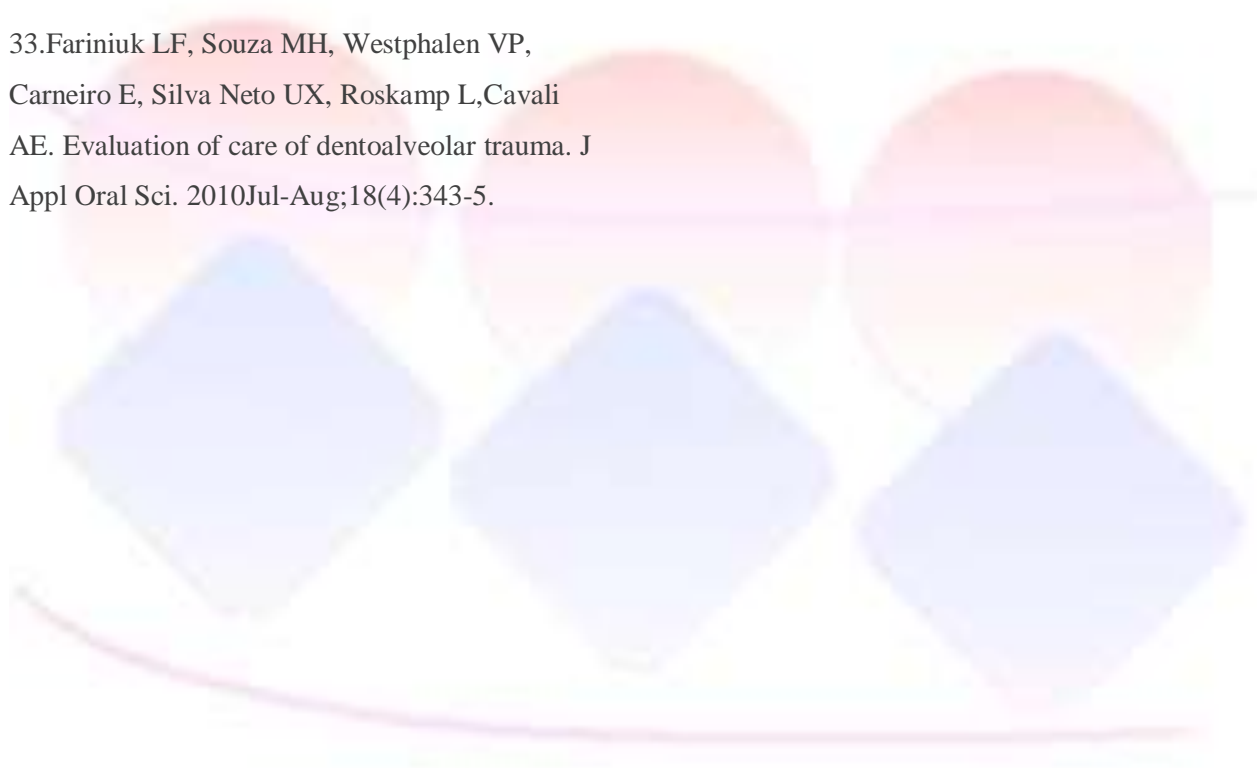 33.Fariniuk LF, Souza MH, Westphalen VP,
Carneiro E, Silva Neto UX, Roskamp L,Cavali
AE. Evaluation of care of dentoalveolar trauma. J
Appl Oral Sci. 2010Jul-Aug;18(4):343-5.